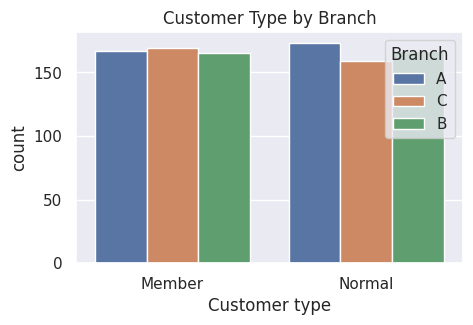 Customer Type by Branch
Branch
A
C
B
150
100
50
0
count
Member Normal
Customer type